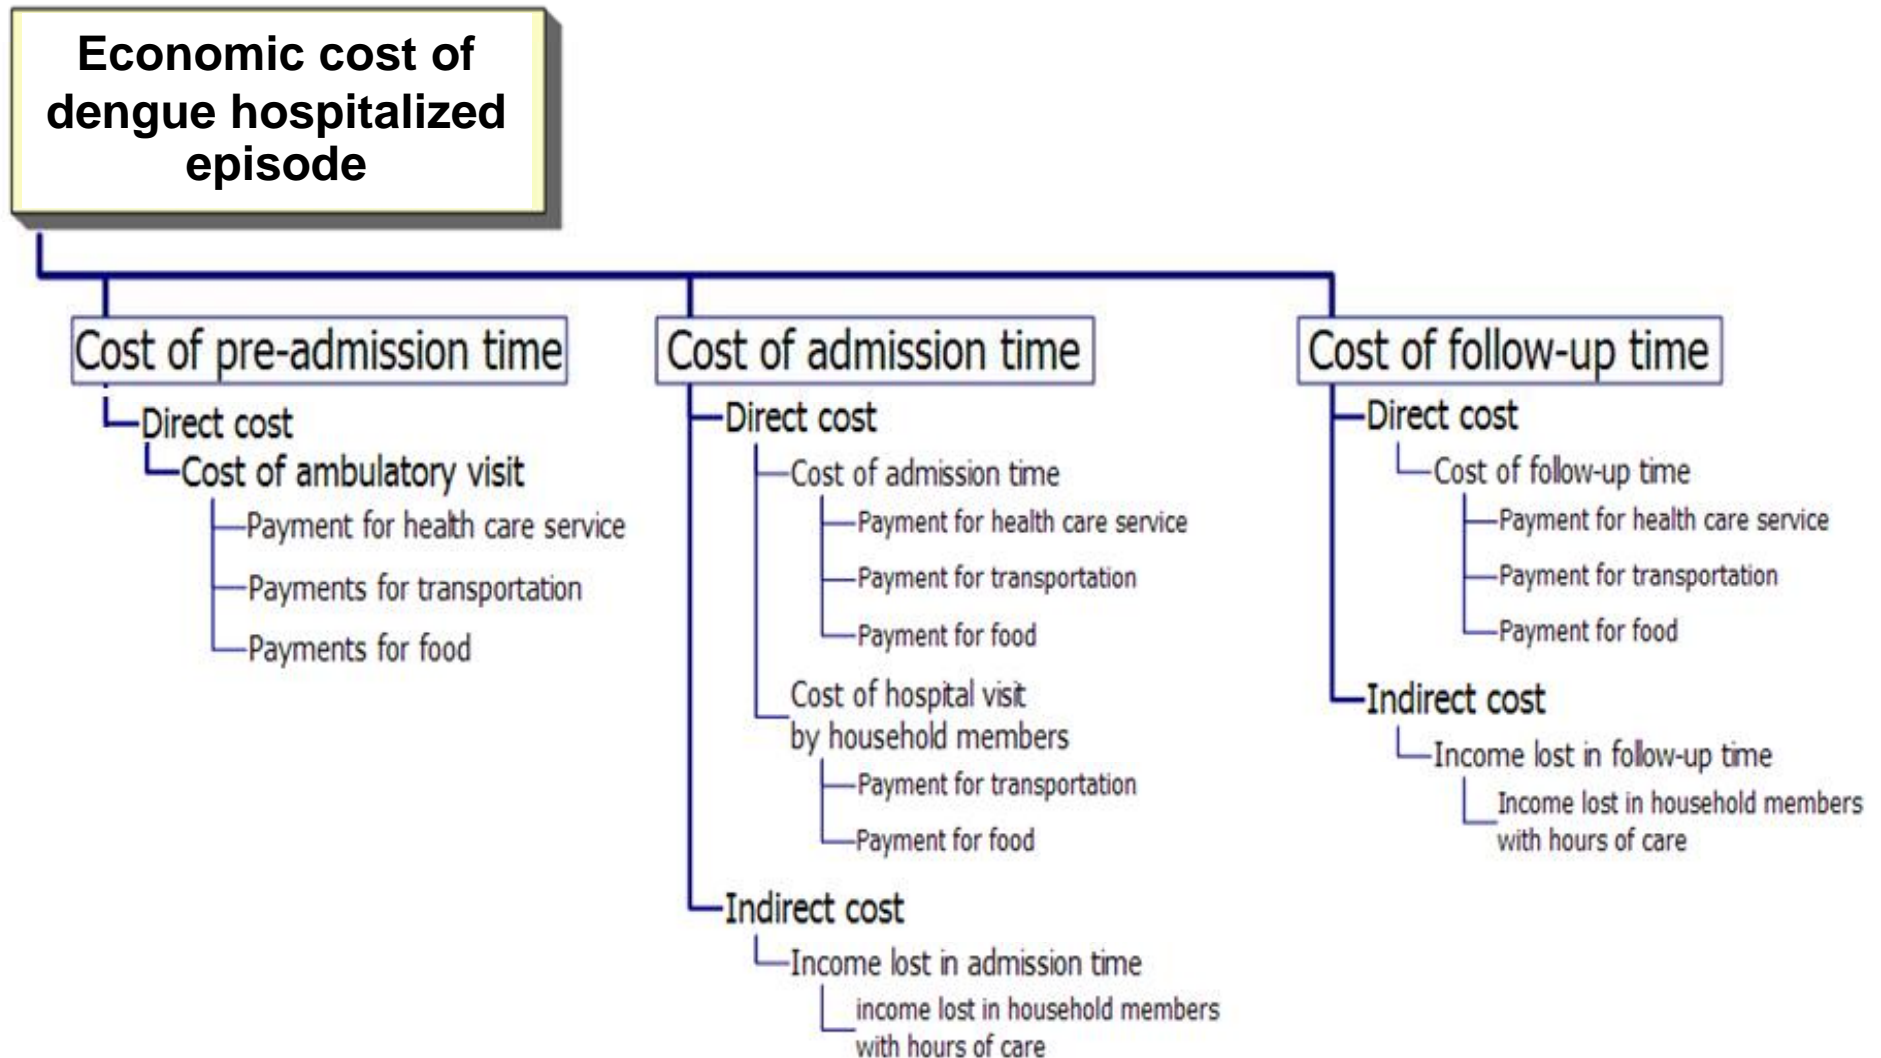 Economic cost of
dengue hospitalized
episode
Cost of pre-admission time
Direct cost
Cost of ambulatory visit
Payment for health care service
Payments for transportation
Payments for food
Cost of admission time
Direct cost
Cost of admission time
Payment for health care service
Payment for transportation
Payment for food
Cost of hospital visit
by household members
Payment for transportation
Payment for food
Indirect cost
Income lost in admission time
income lost in household members
with hours of care
Cost of follow-up time
Direct cost
Cost of follow-up time
Payment for health care service
Payment for transportation
Payment for food
Indirect cost
Income lost in follow-up time
Income lost in household members
with hours of care